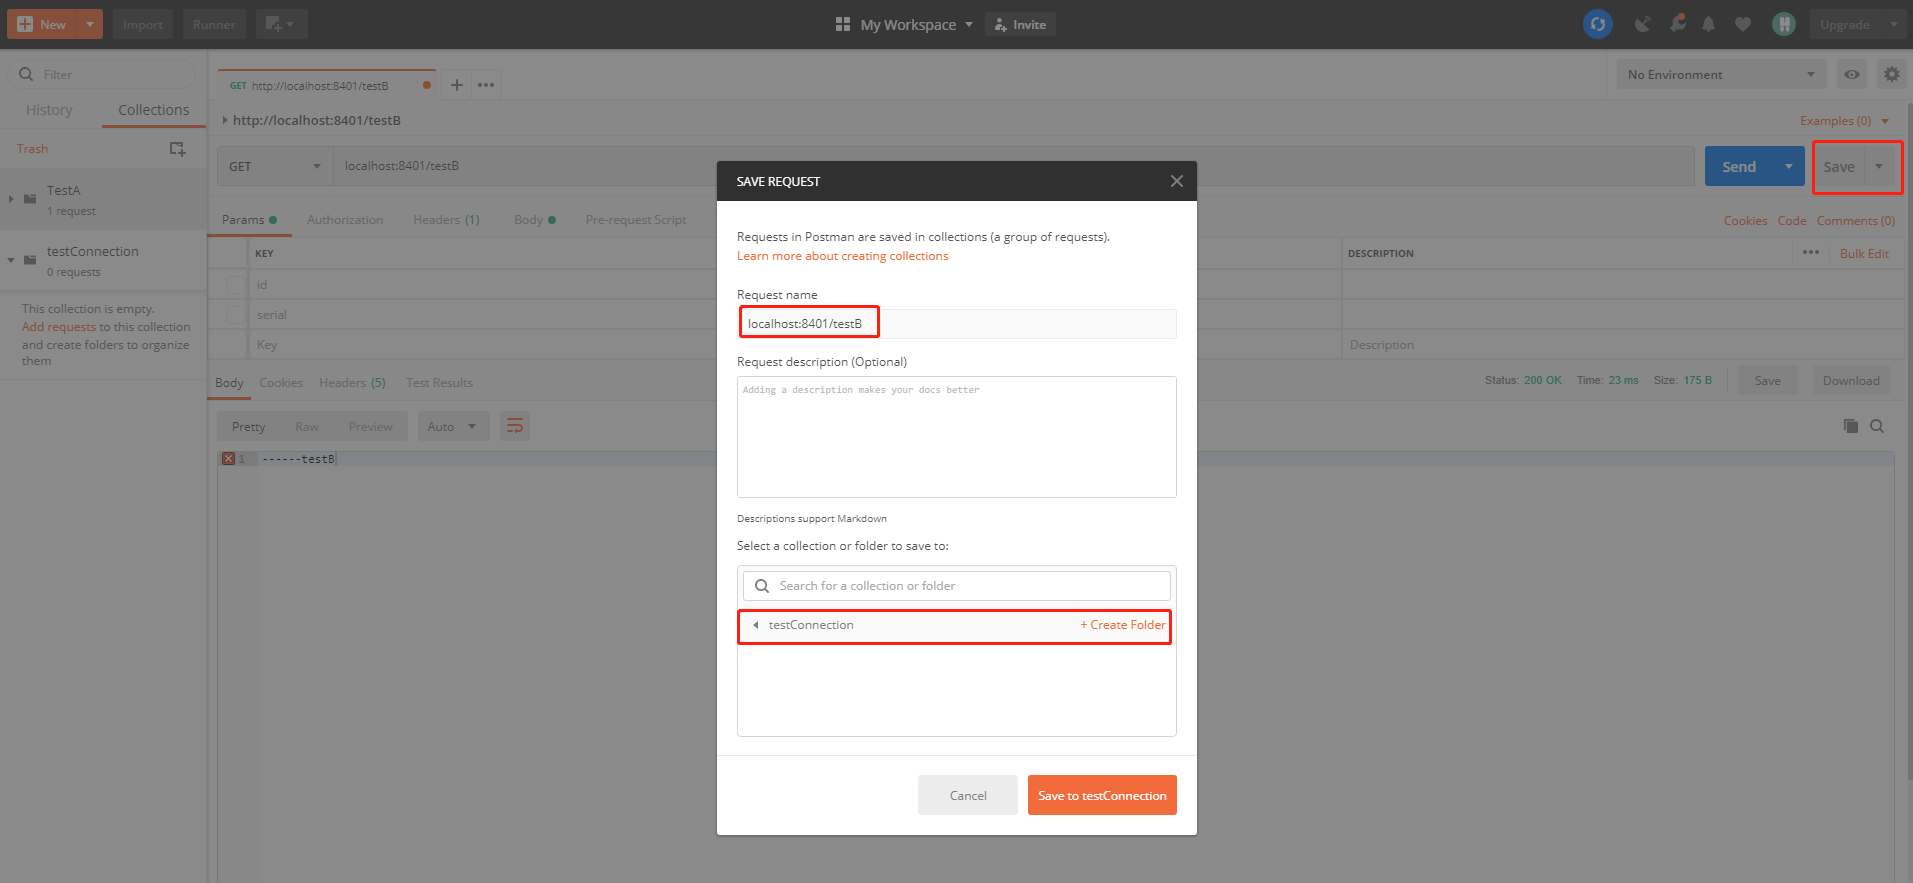 New
Import
Runner
My Workspace
Invite
Upgrade
Filter
History
Collections
Trash
TestA
1 request
testConnection
0 requests
This collection is empty.
Add requests to this collection
and create folders to organize
them
GET http://localhost:8401/testB
No Environment
http://localhost:8401/testB
Examples (0)
GET
localhost:8401/testB
Send
Save
Params
Authorization
Headers (1)
Body
Pre-request Script
Cookies
Code
Comments (0)
KEY
DESCRIPTION
Bulk Edit
id
serial
Key
Description
Body
Cookies
Headers (5)
Test Results
Status: 200 OK
Time: 23 ms
Size: 175 B
Save
Download
Pretty
Raw
Preview
Auto
1
------testB
SAVE REQUEST
Requests in Postman are saved in collections (a group of requests).
Learn more about creating collections
Request name
localhost:8401/testB
Request description (Optional)
Adding a description makes your docs better
Descriptions support Markdown
Select a collection or folder to save to:
Search for a collection or folder
testConnection
+ Create Folder
Cancel
Save to testConnection